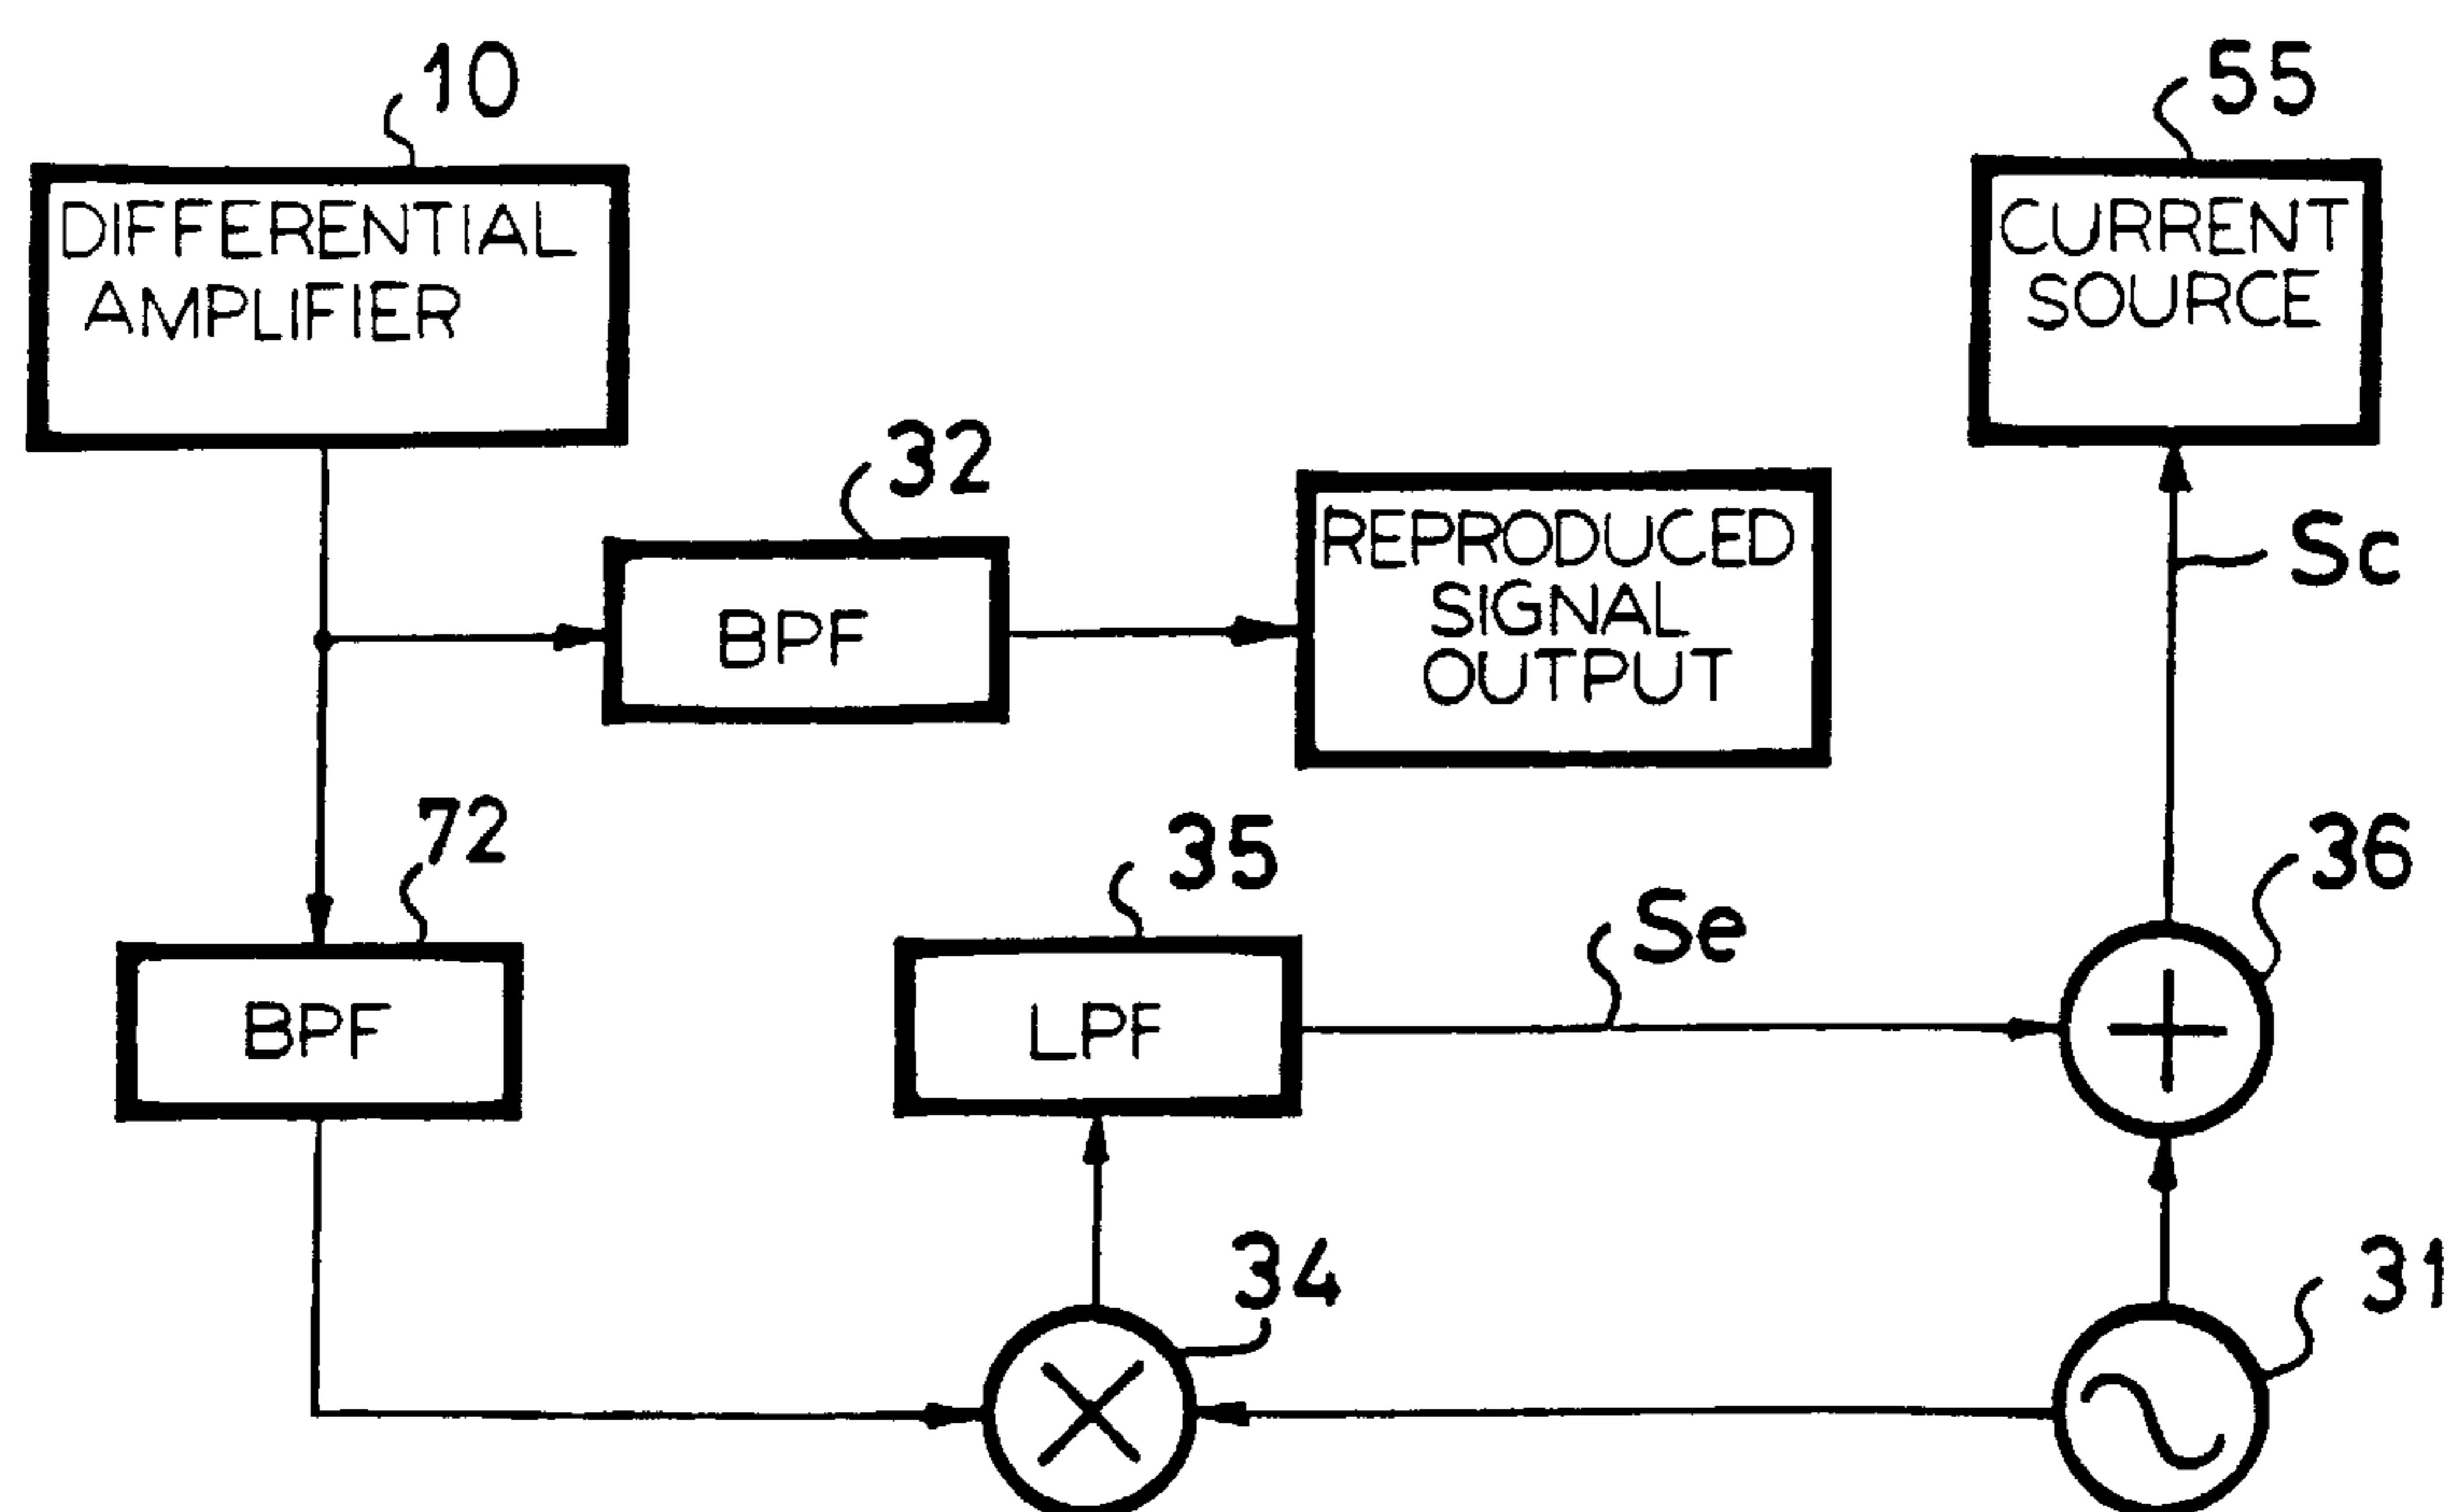 10
55
DIFFERENTIAL
AMPLIFIER
CURRENT
SOURCE
32
BPF
REPRODUCED
SIGNAL
OUTPUT
Sc
72
35
Se
36
BPF
LPF
34
31